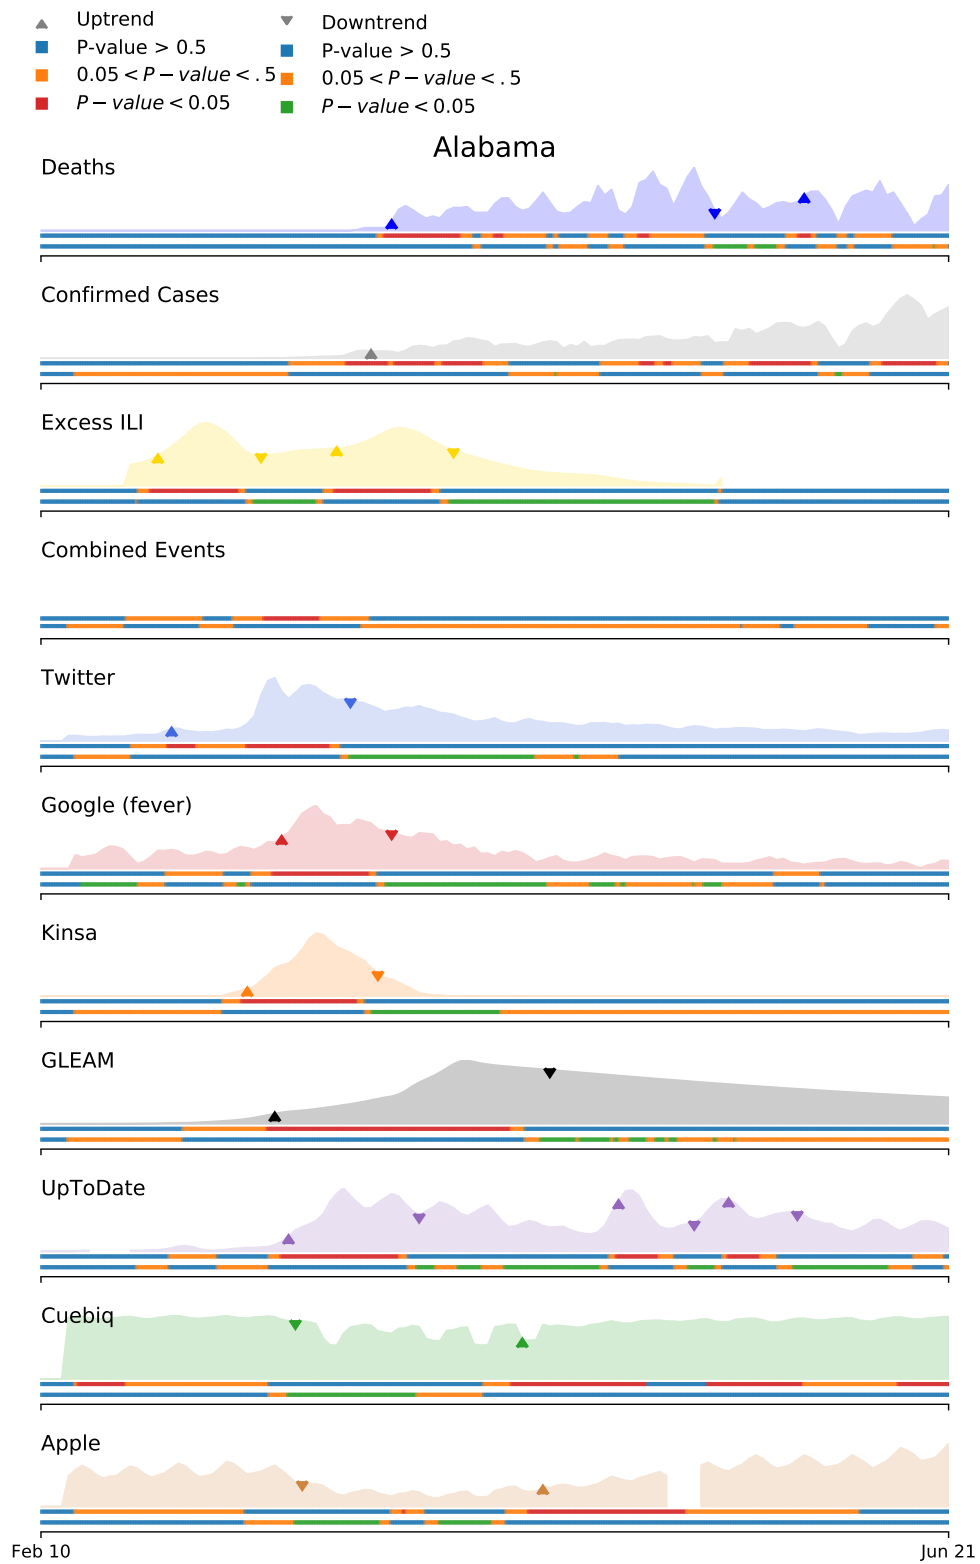 Uptrend
P-value > 0.5
0.05 < P − value < . 5
P − value < 0.05
Downtrend
P-value > 0.5
0.05 < P − value < . 5
P − value < 0.05
Alabama
Deaths
Confirmed Cases
Excess ILI
Combined Events
Twitter
Google (fever)
Kinsa
GLEAM
UpToDate
Cuebiq
Apple
Feb 10
Jun 21